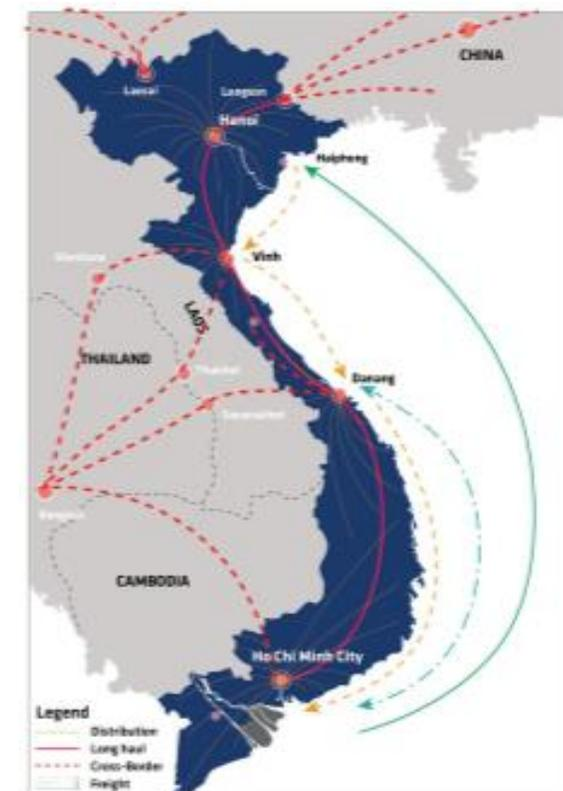 CHINA
Laocai
Langson
Hanoi
Haiphong
Vinh
LAOS
THAILAND
Danang
CAMBODIA
Ho Chi Minh City
Legend
Distribution
Long haul
Cross-Border
Freight